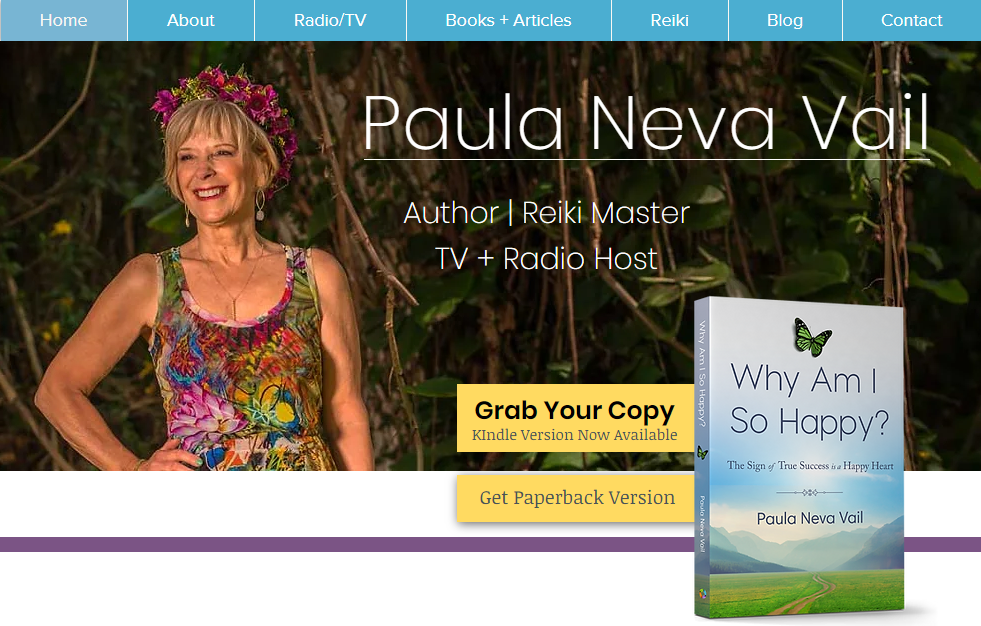 Home
About
Radio/TV
Books + Articles
Reiki
Blog
Contact
Paula Neva Vail
Author | Reiki Master
TV + Radio Host
Grab Your Copy
KIndle Version Now Available
Get Paperback Version
Why Am I So Happy?
Paula Neva Vail
Why Am I
So Happy?
The Sign of True Success is a Happy Heart
Paula Neva Vail